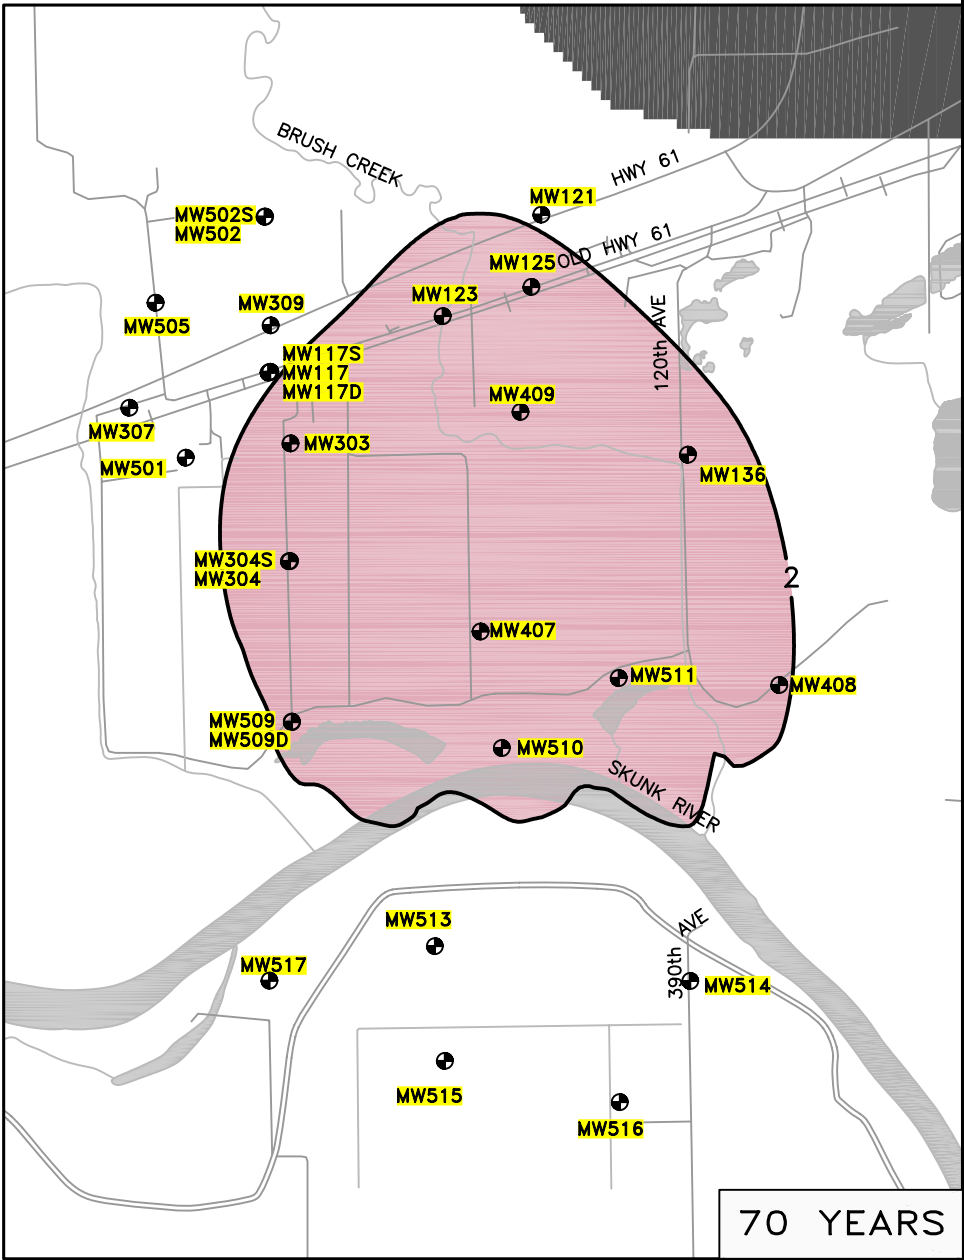 BRUSH CREEK
HWY 61
MW121
MW502S
MW502
OLD HWY 61
MW125
MW123
MW309
MW505
120th AVE
MW117S
MW117
MW117D
MW409
MW307
MW303
MW501
MW136
MW304S
MW304
2
MW407
MW511
MW408
MW509
MW509D
MW510
SKUNK RIVER
MW513
390th AVE
MW517
MW514
MW515
MW516
70 YEARS